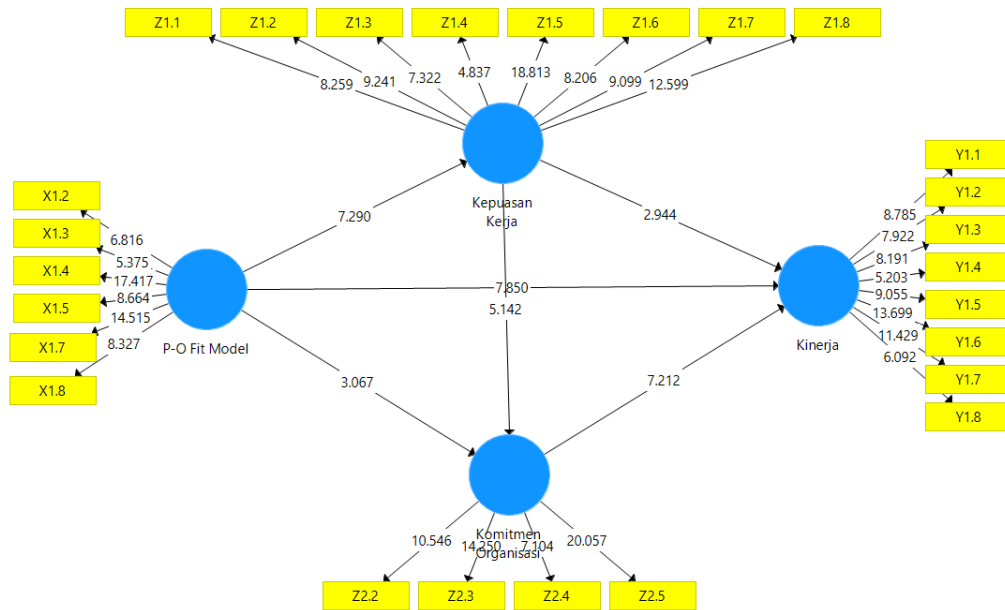 Z1.1
Z1.2
Z1.3
Z1.4
Z1.5
Z1.6
Z1.7
Z1.8
8.259
9.241
7.322
4.837
18.813
8.206
9.099
12.599
Kepuasan
Kerja
X1.2
X1.3
X1.4
X1.5
X1.7
X1.8
6.816
5.375
17.417
8.664
14.515
8.327
P-O Fit Model
7.290
2.944
7.850
5.142
3.067
7.212
Y1.1
Y1.2
Y1.3
Y1.4
Y1.5
Y1.6
Y1.7
Y1.8
8.785
7.922
8.191
5.203
9.055
13.699
11.429
6.092
Kinerja
Komitmen
Organisasi
10.546
14.250
7.104
20.057
Z2.2
Z2.3
Z2.4
Z2.5